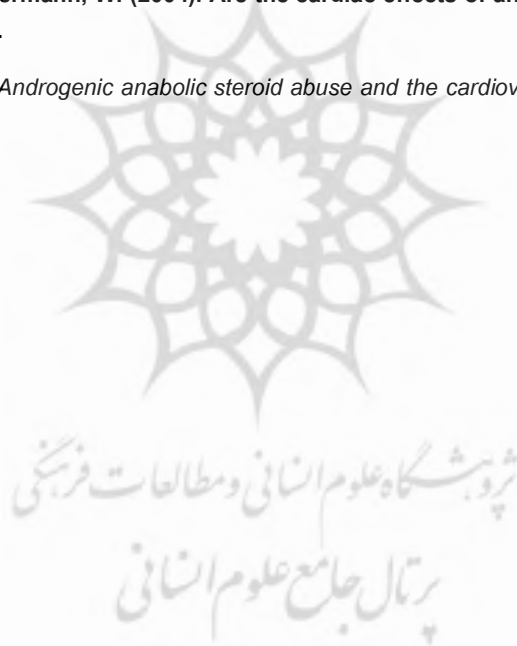 ermann, W. (2004). Are the cardiac effects of an
.
Androgenic anabolic steroid abuse and the cardiov
پژوهشگاه علوم انسانی و مطالعات فرہنگی
پرتال جامع علوم انسانی